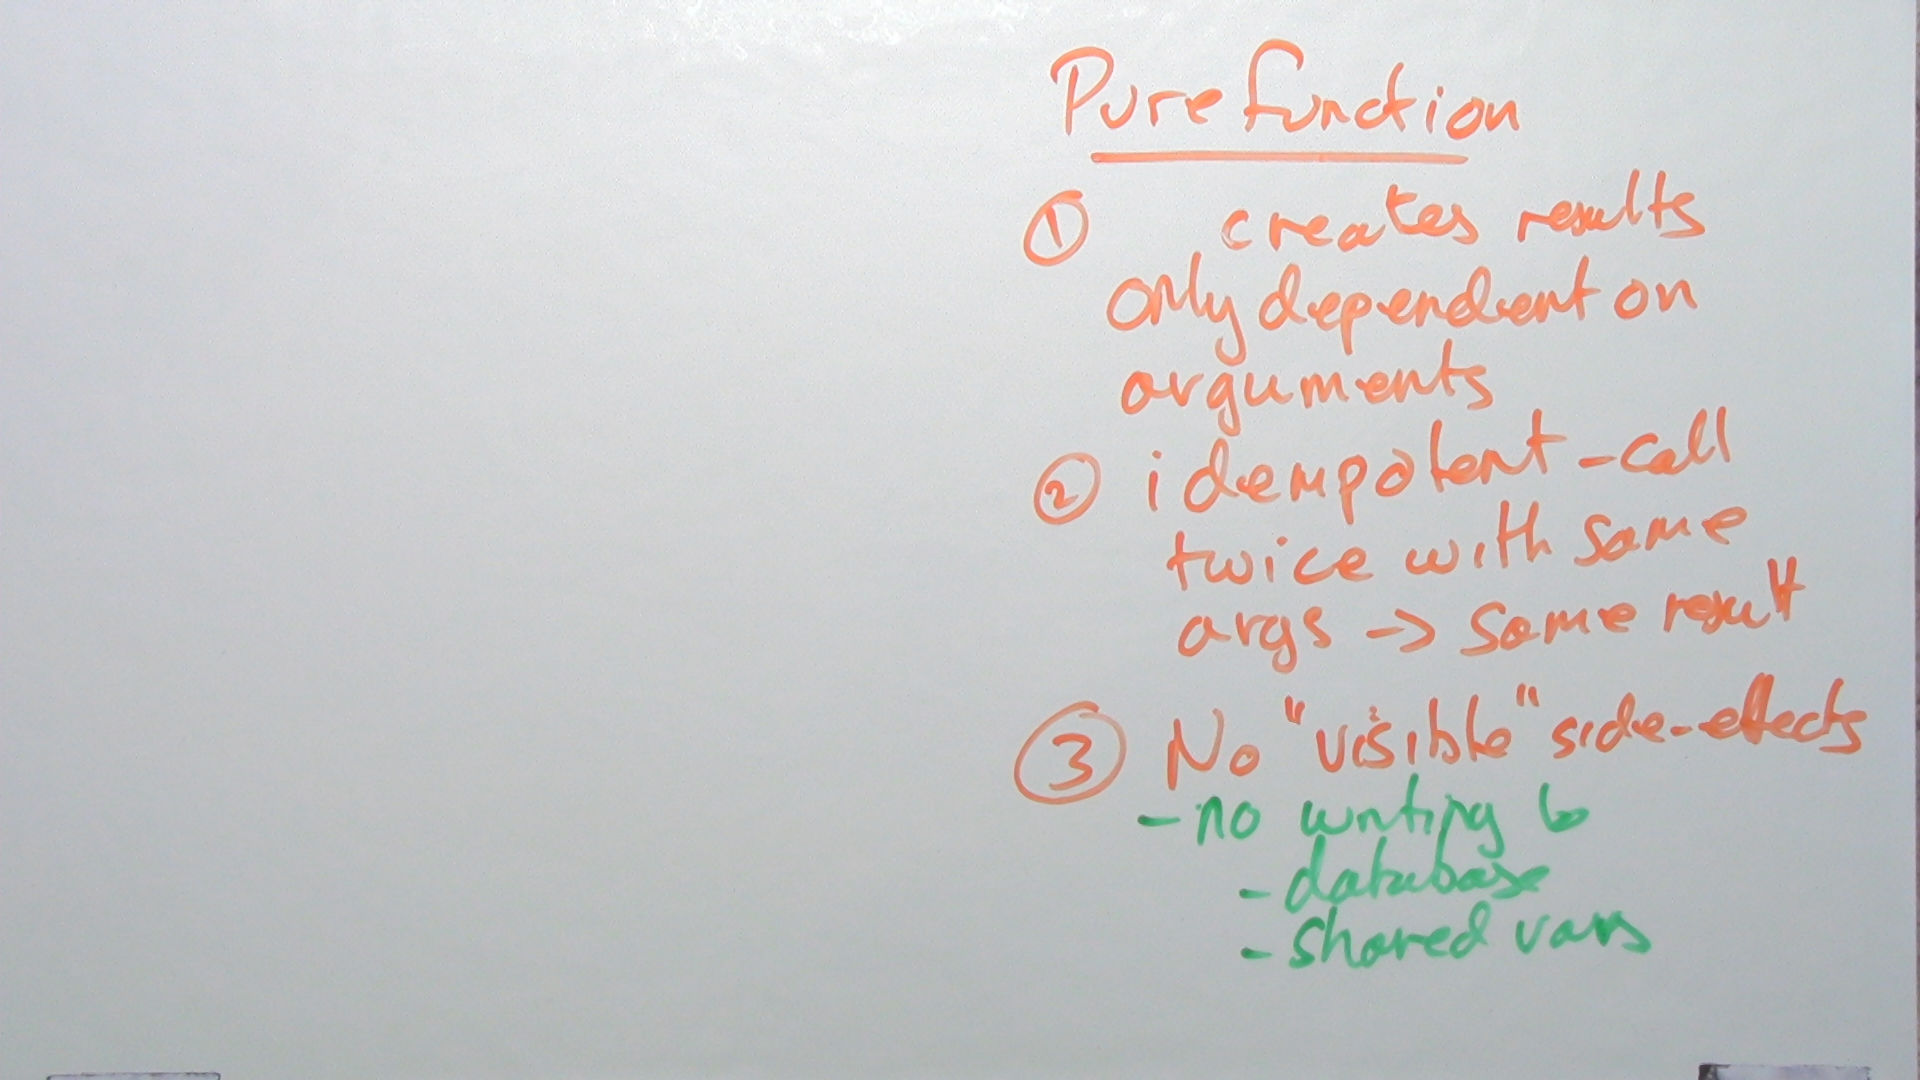 Pure function
① creates results
only dependent on
arguments
② idempotent - call
twice with same
args -> same result
③ No "visible" side-effects
- no writing to
- database
- shared vars